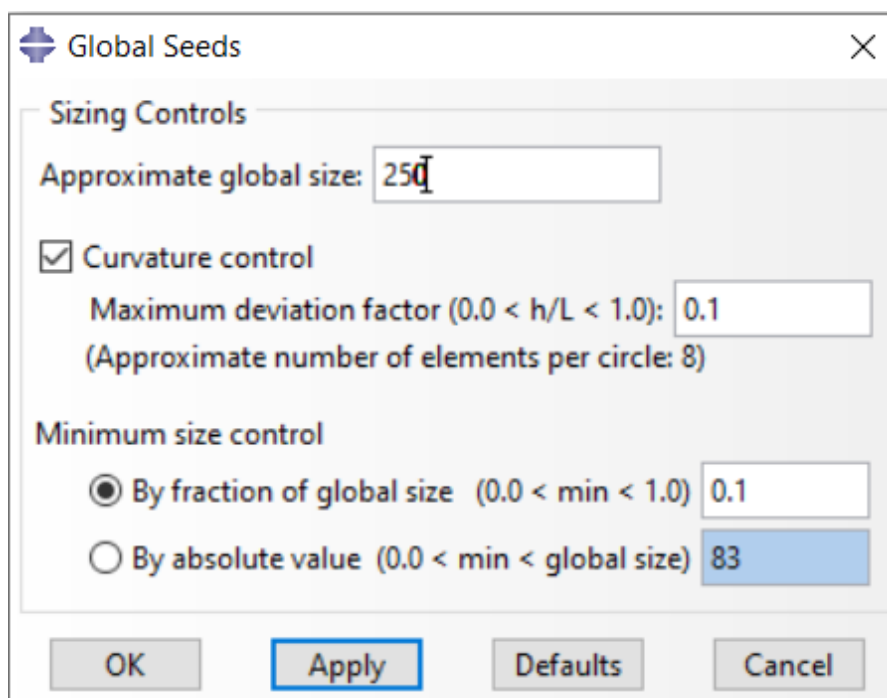 Global Seeds
Sizing Controls
Approximate global size: 250
Curvature control
Maximum deviation factor (0.0 < h/L < 1.0): 0.1
(Approximate number of elements per circle: 8)
Minimum size control
By fraction of global size (0.0 < min < 1.0) 0.1
By absolute value (0.0 < min < global size) 83
OK Apply Defaults Cancel